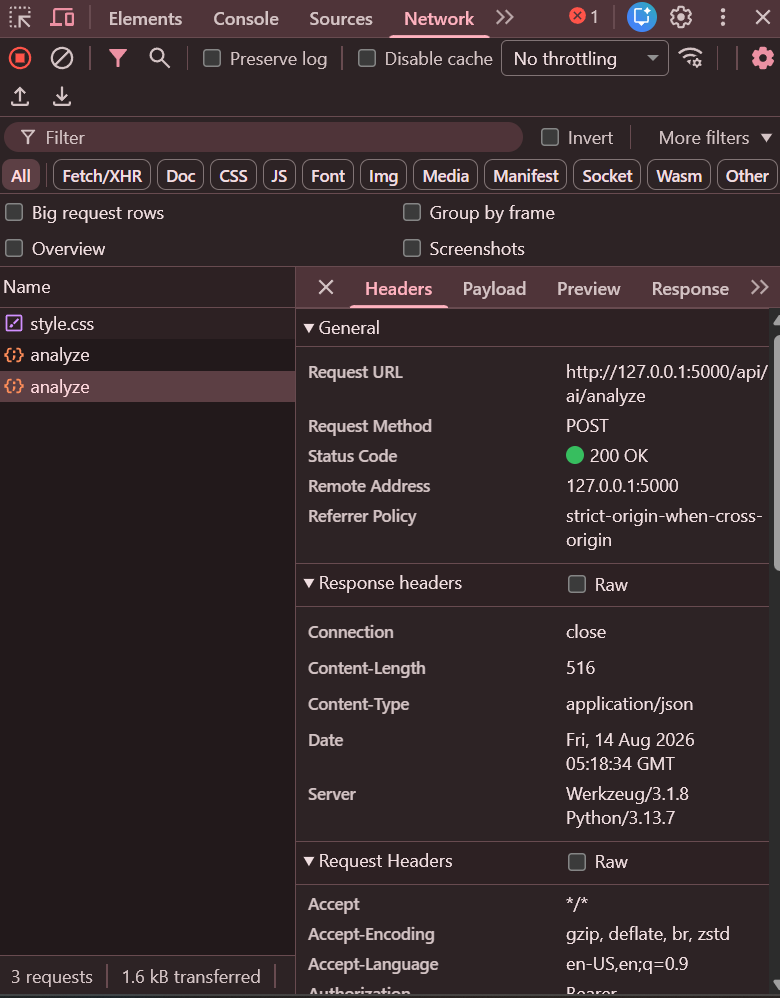 Elements Console Sources Network 1
Preserve log Disable cache No throttling
Filter Invert More filters
All Fetch/XHR Doc CSS JS Font Img Media Manifest Socket Wasm Other
Big request rows Group by frame
Overview Screenshots
Name
style.css
analyze
analyze
Headers Payload Preview Response
General
Request URL http://127.0.0.1:5000/api/
ai/analyze
Request Method POST
Status Code 200 OK
Remote Address 127.0.0.1:5000
Referrer Policy strict-origin-when-cross-
origin
Response headers Raw
Connection close
Content-Length 516
Content-Type application/json
Date Fri, 14 Aug 2026
05:18:34 GMT
Server Werkzeug/3.1.8
Python/3.13.7
Request Headers Raw
Accept */*
Accept-Encoding gzip, deflate, br, zstd
Accept-Language en-US,en;q=0.9
Authorization Bearer
3 requests 1.6 kB transferred